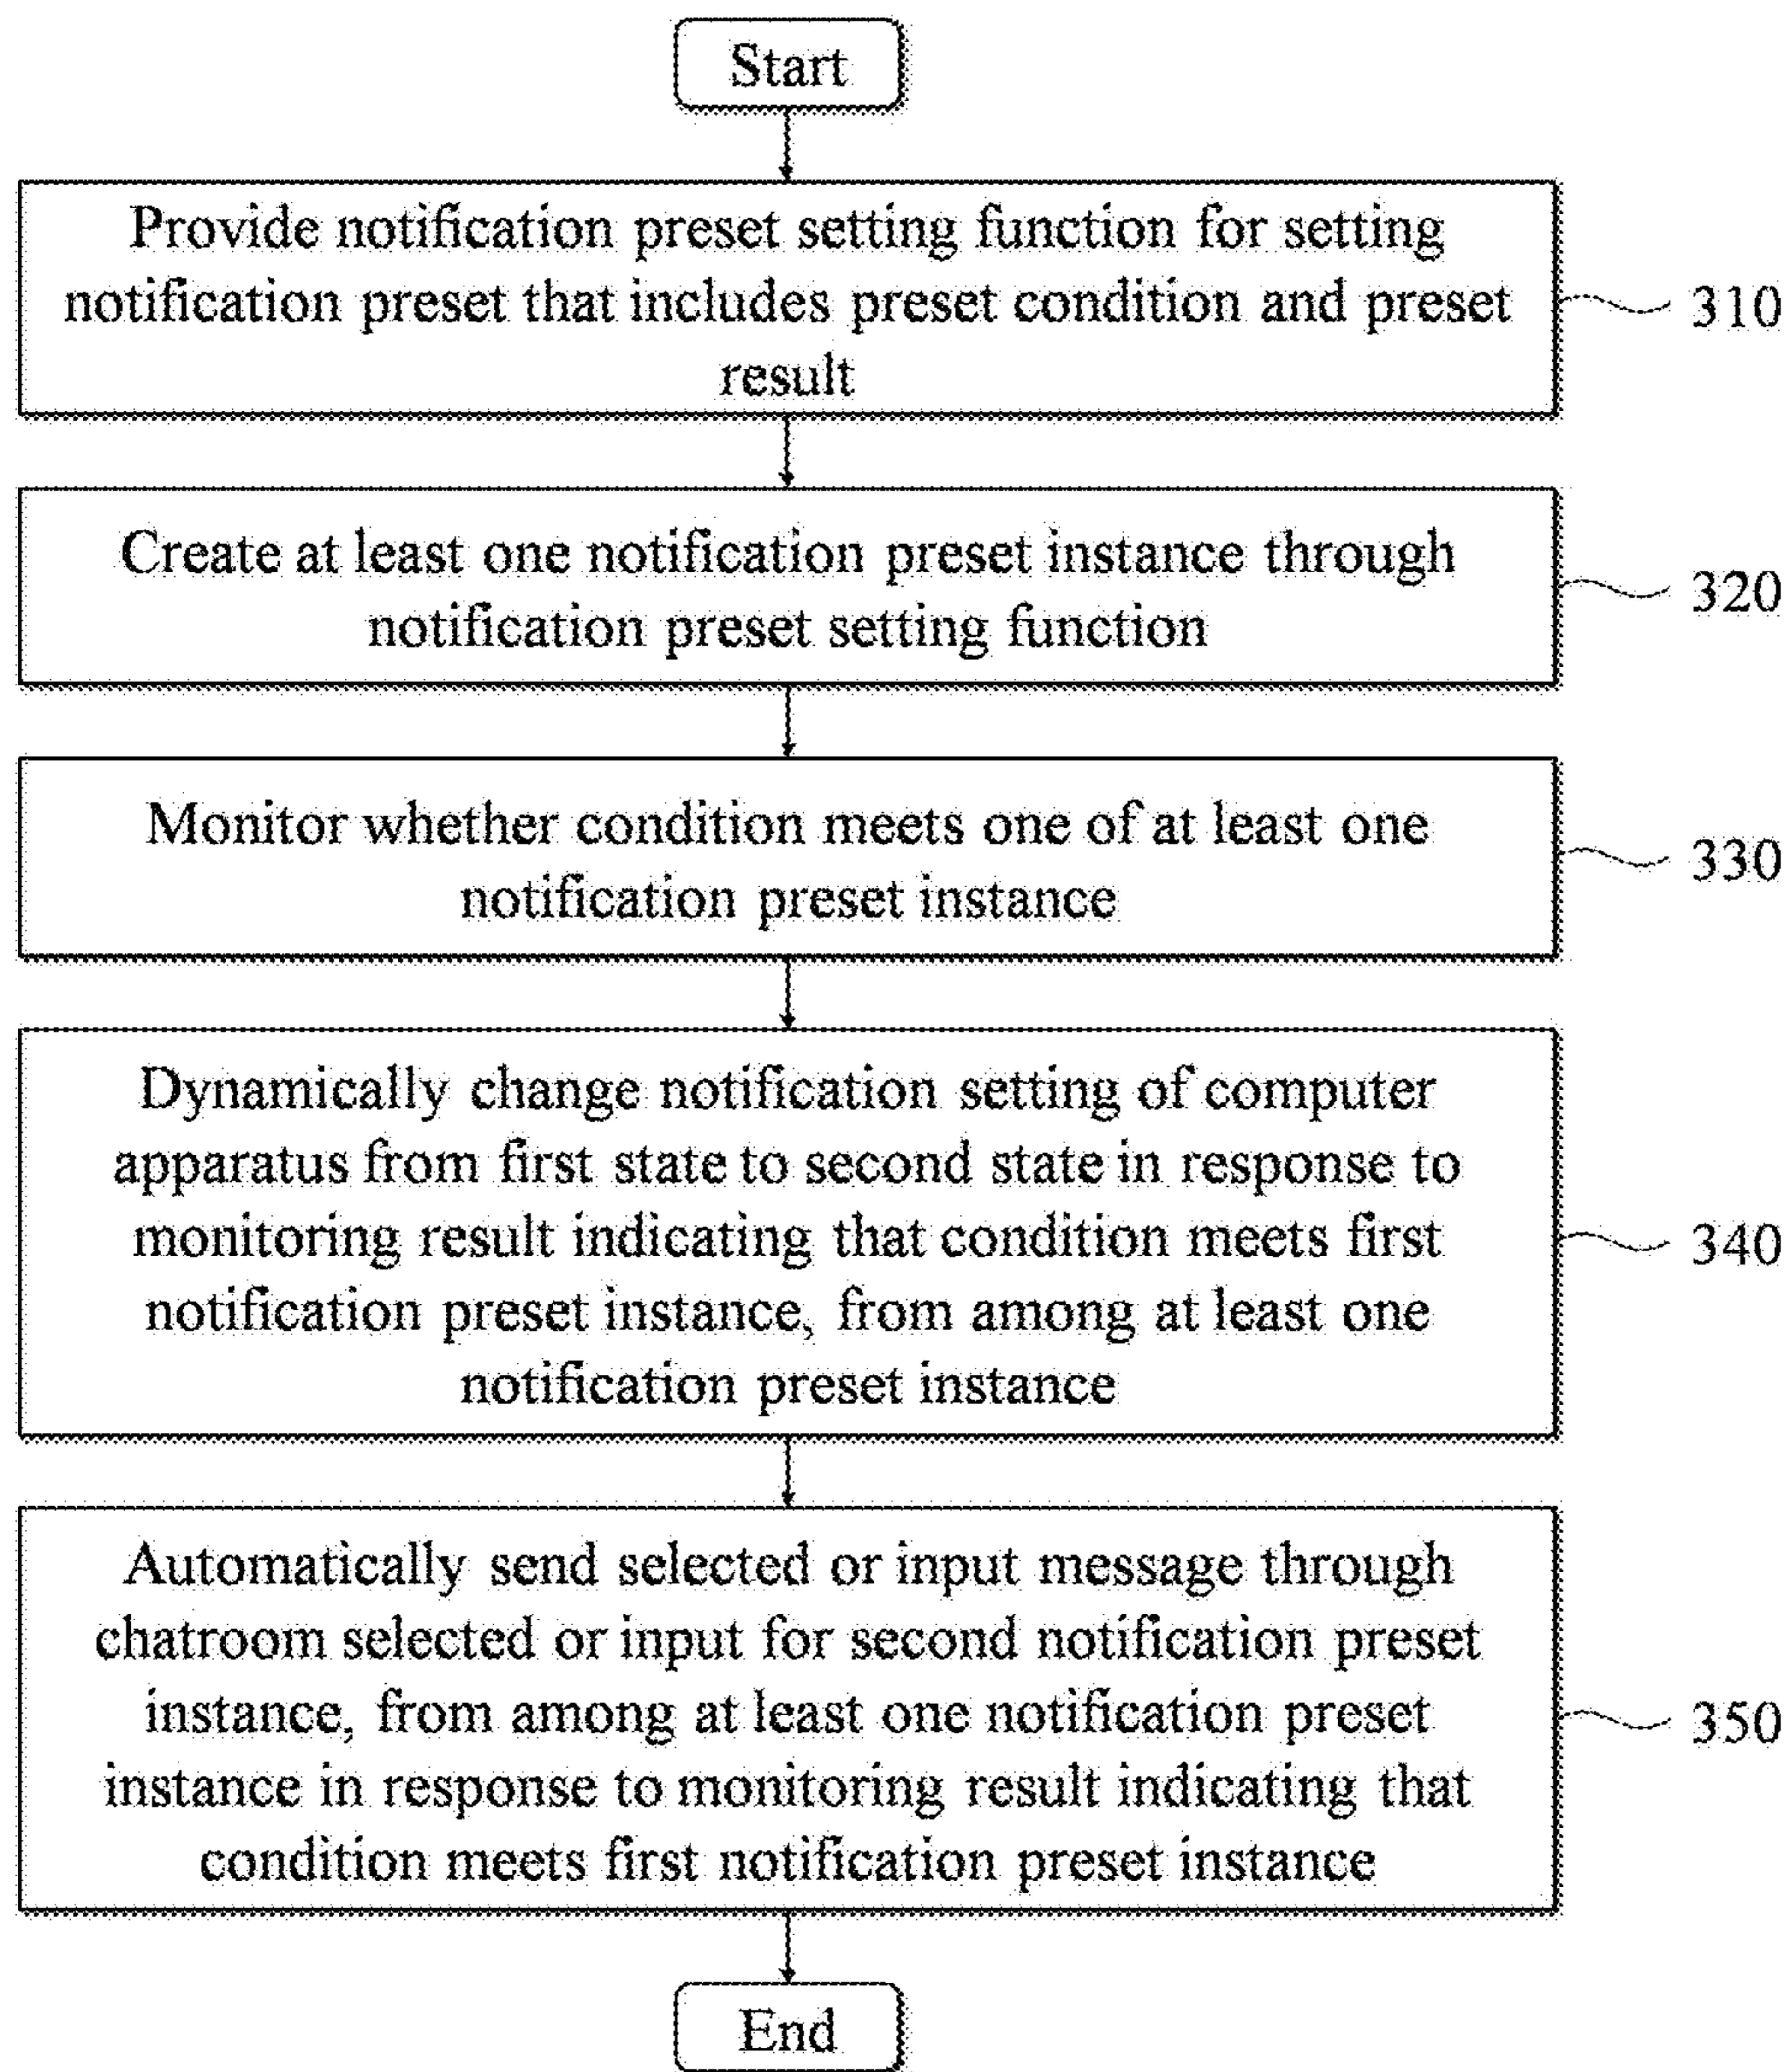 Start
Provide notification preset setting function for setting
notification preset that includes preset condition and preset
result
310
Create at least one notification preset instance through
notification preset setting function
320
Monitor whether condition meets one of at least one
notification preset instance
330
Dynamically change notification setting of computer
apparatus from first state to second state in response to
monitoring result indicating that condition meets first
notification preset instance, from among at least one
notification preset instance
340
Automatically send selected or input message through
chatroom selected or input for second notification preset
instance, from among at least one notification preset
instance in response to monitoring result indicating that
condition meets first notification preset instance
350
End